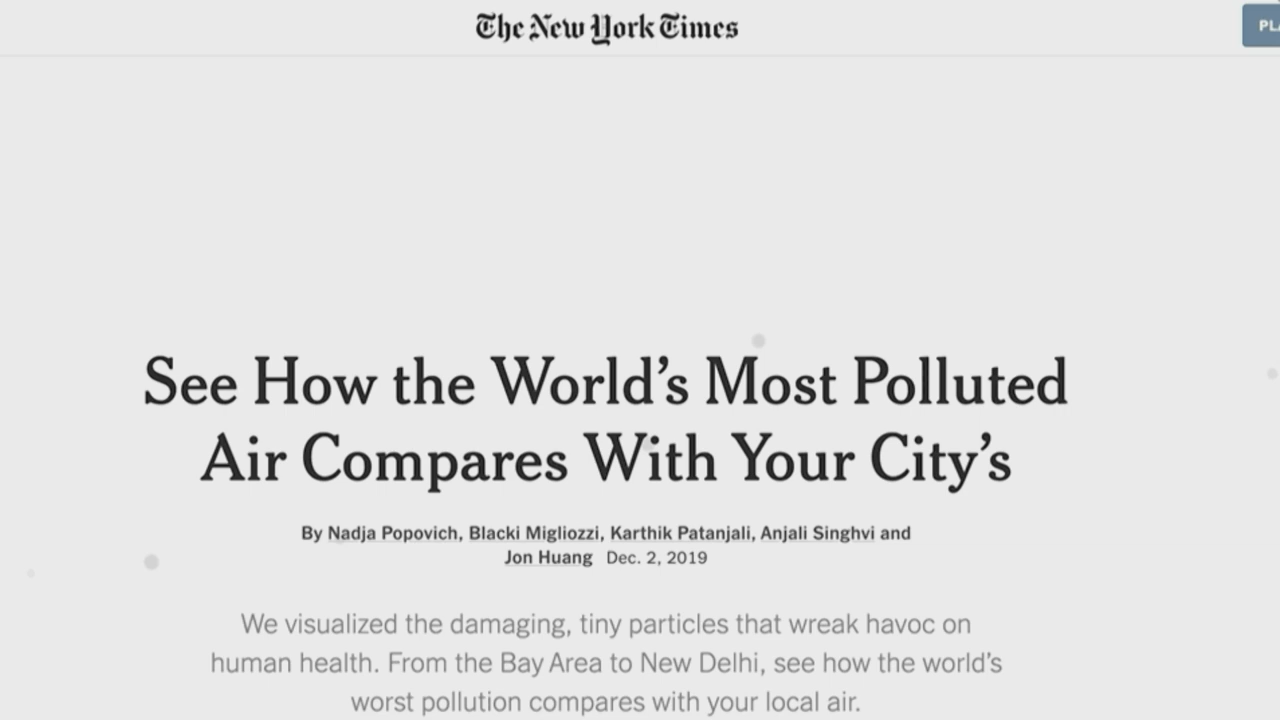 The New York Times
PL
See How the World's Most Polluted
Air Compares With Your City's
By Nadja Popovich, Blacki Migliozzi, Karthik Patanjali, Anjali Singhvi and
Jon Huang Dec. 2, 2019
We visualized the damaging, tiny particles that wreak havoc on
human health. From the Bay Area to New Delhi, see how the world's
worst pollution compares with your local air.